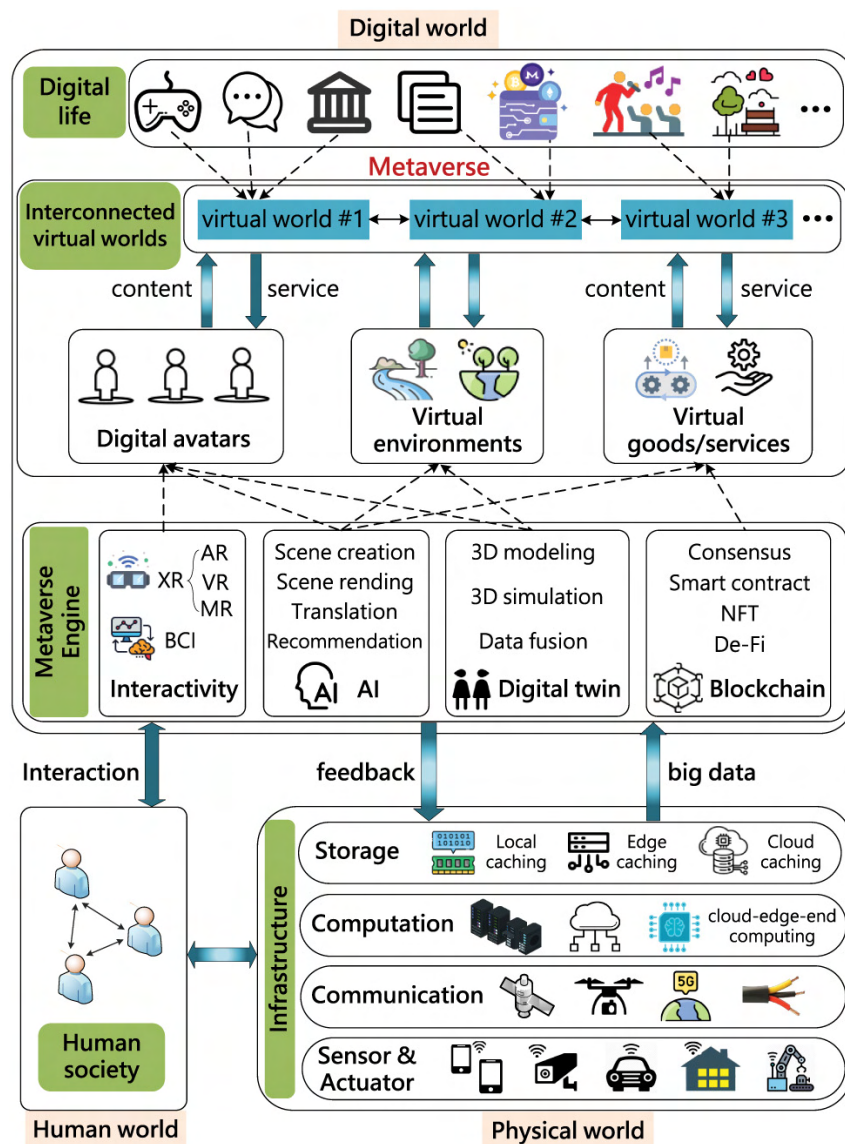 Digital world
Digital
life
Metaverse
Interconnected
virtual worlds
virtual world #1
virtual world #2
virtual world #3
content
service
content
service
Digital avatars
Virtual
environments
Virtual
goods/services
Metaverse
Engine
XR
AR
VR
MR
BCI
Interactivity
Scene creation
Scene rending
Translation
Recommendation
AI
AI
3D modeling
3D simulation
Data fusion
Digital twin
Consensus
Smart contract
NFT
De-Fi
Blockchain
Interaction
feedback
big data
Human
society
Human world
Infrastructure
Storage
010101
101010
Local
caching
Edge
caching
Cloud
caching
Computation
cloud-edge-end
computing
Communication
5G
Sensor &
Actuator
Physical world